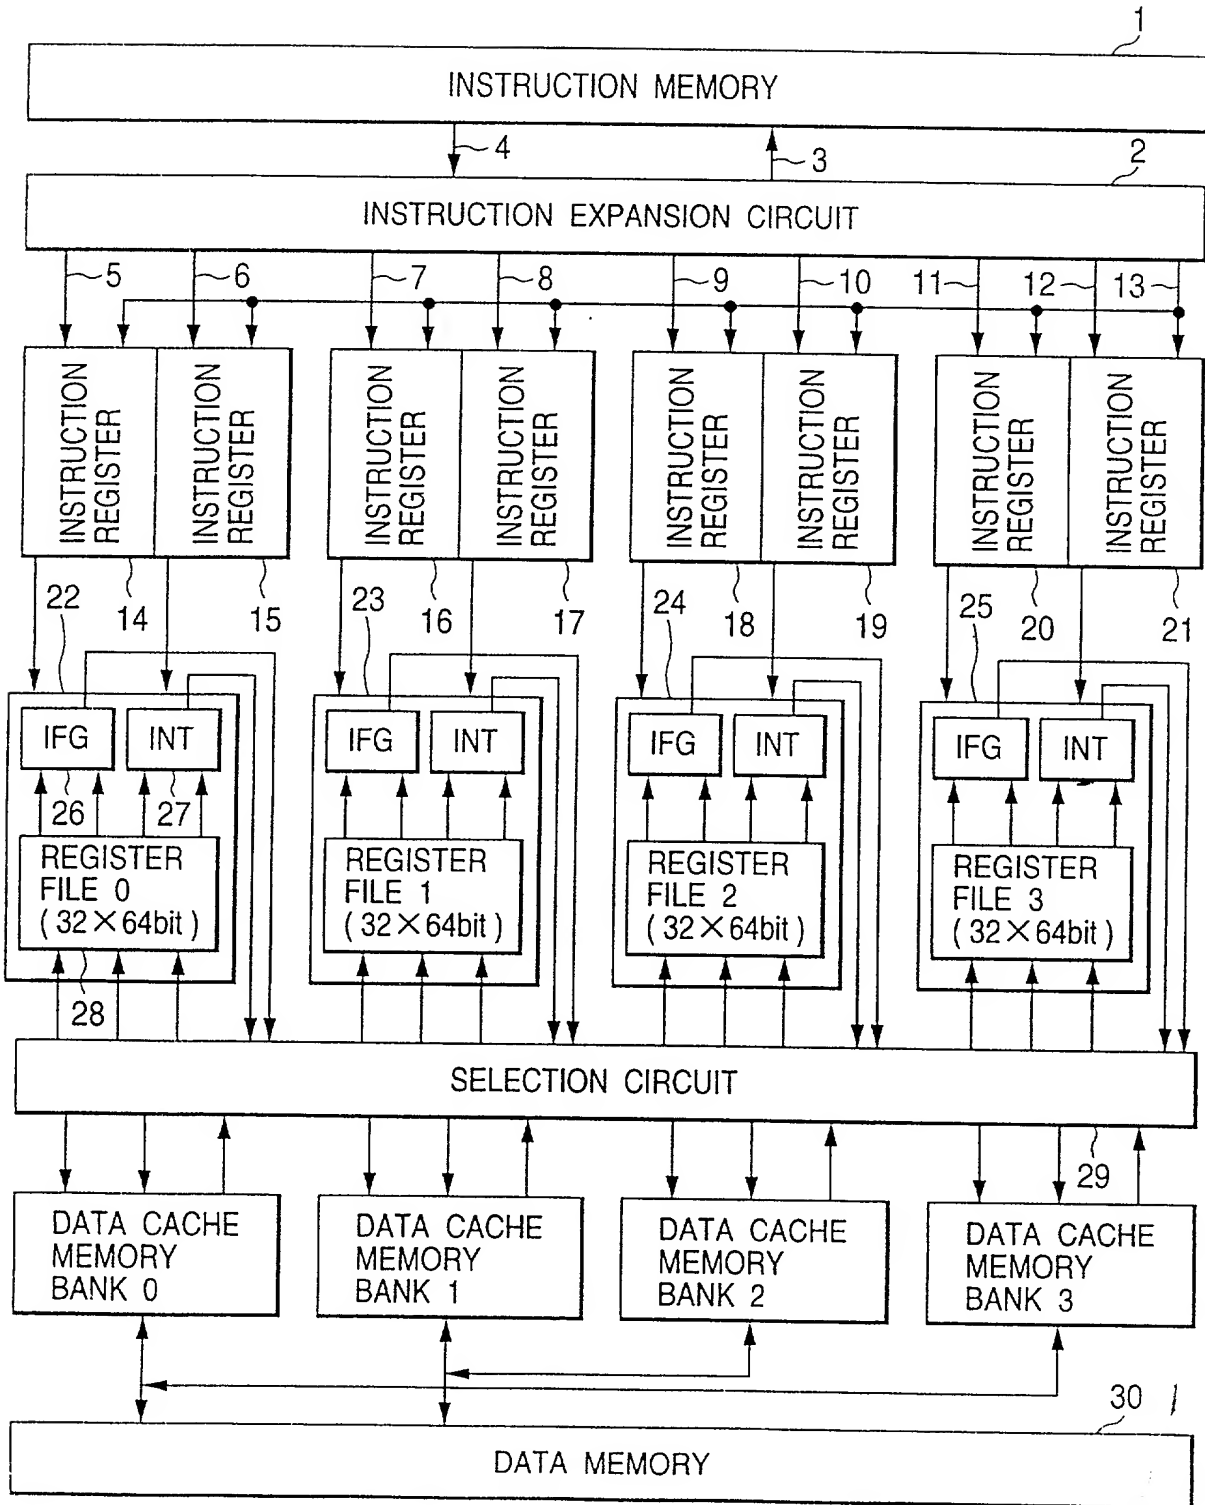 1
INSTRUCTION MEMORY
4
3
2
INSTRUCTION EXPANSION CIRCUIT
5
6
7
8
9
10
11
12
13
INSTRUCTION
REGISTER
INSTRUCTION
REGISTER
INSTRUCTION
REGISTER
INSTRUCTION
REGISTER
INSTRUCTION
REGISTER
INSTRUCTION
REGISTER
INSTRUCTION
REGISTER
INSTRUCTION
REGISTER
22
14
15
23
16
17
24
18
19
25
20
21
IFG
INT
IFG
INT
IFG
INT
IFG
INT
26
27
REGISTER
FILE 0
(32×64bit)
REGISTER
FILE 1
(32×64bit)
REGISTER
FILE 2
(32×64bit)
REGISTER
FILE 3
(32×64bit)
28
SELECTION CIRCUIT
29
DATA CACHE
MEMORY
BANK 0
DATA CACHE
MEMORY
BANK 1
DATA CACHE
MEMORY
BANK 2
DATA CACHE
MEMORY
BANK 3
30
DATA MEMORY